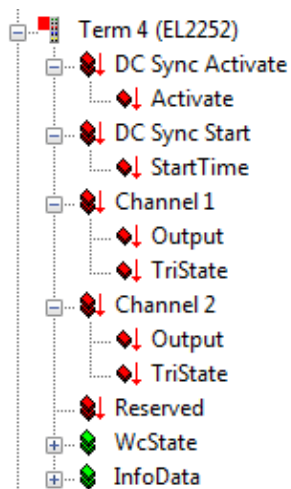 Term 4 (EL2252)
DC Sync Activate
Activate
DC Sync Start
StartTime
Channel 1
Output
TriState
Channel 2
Output
TriState
Reserved
WcState
InfoData